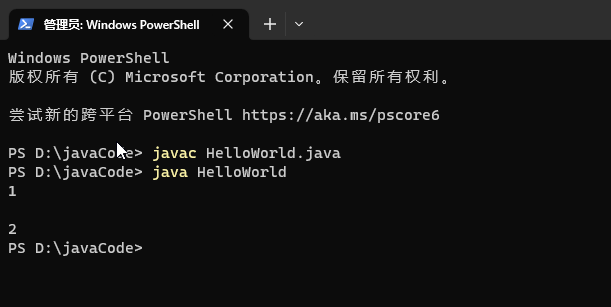 管理员: Windows PowerShell
Windows PowerShell
版权所有 (C) Microsoft Corporation。保留所有权利。
尝试新的跨平台 PowerShell https://aka.ms/pscore6
PS D:\javaCode> javac HelloWorld.java
PS D:\javaCode> java HelloWorld
1
2
PS D:\javaCode>